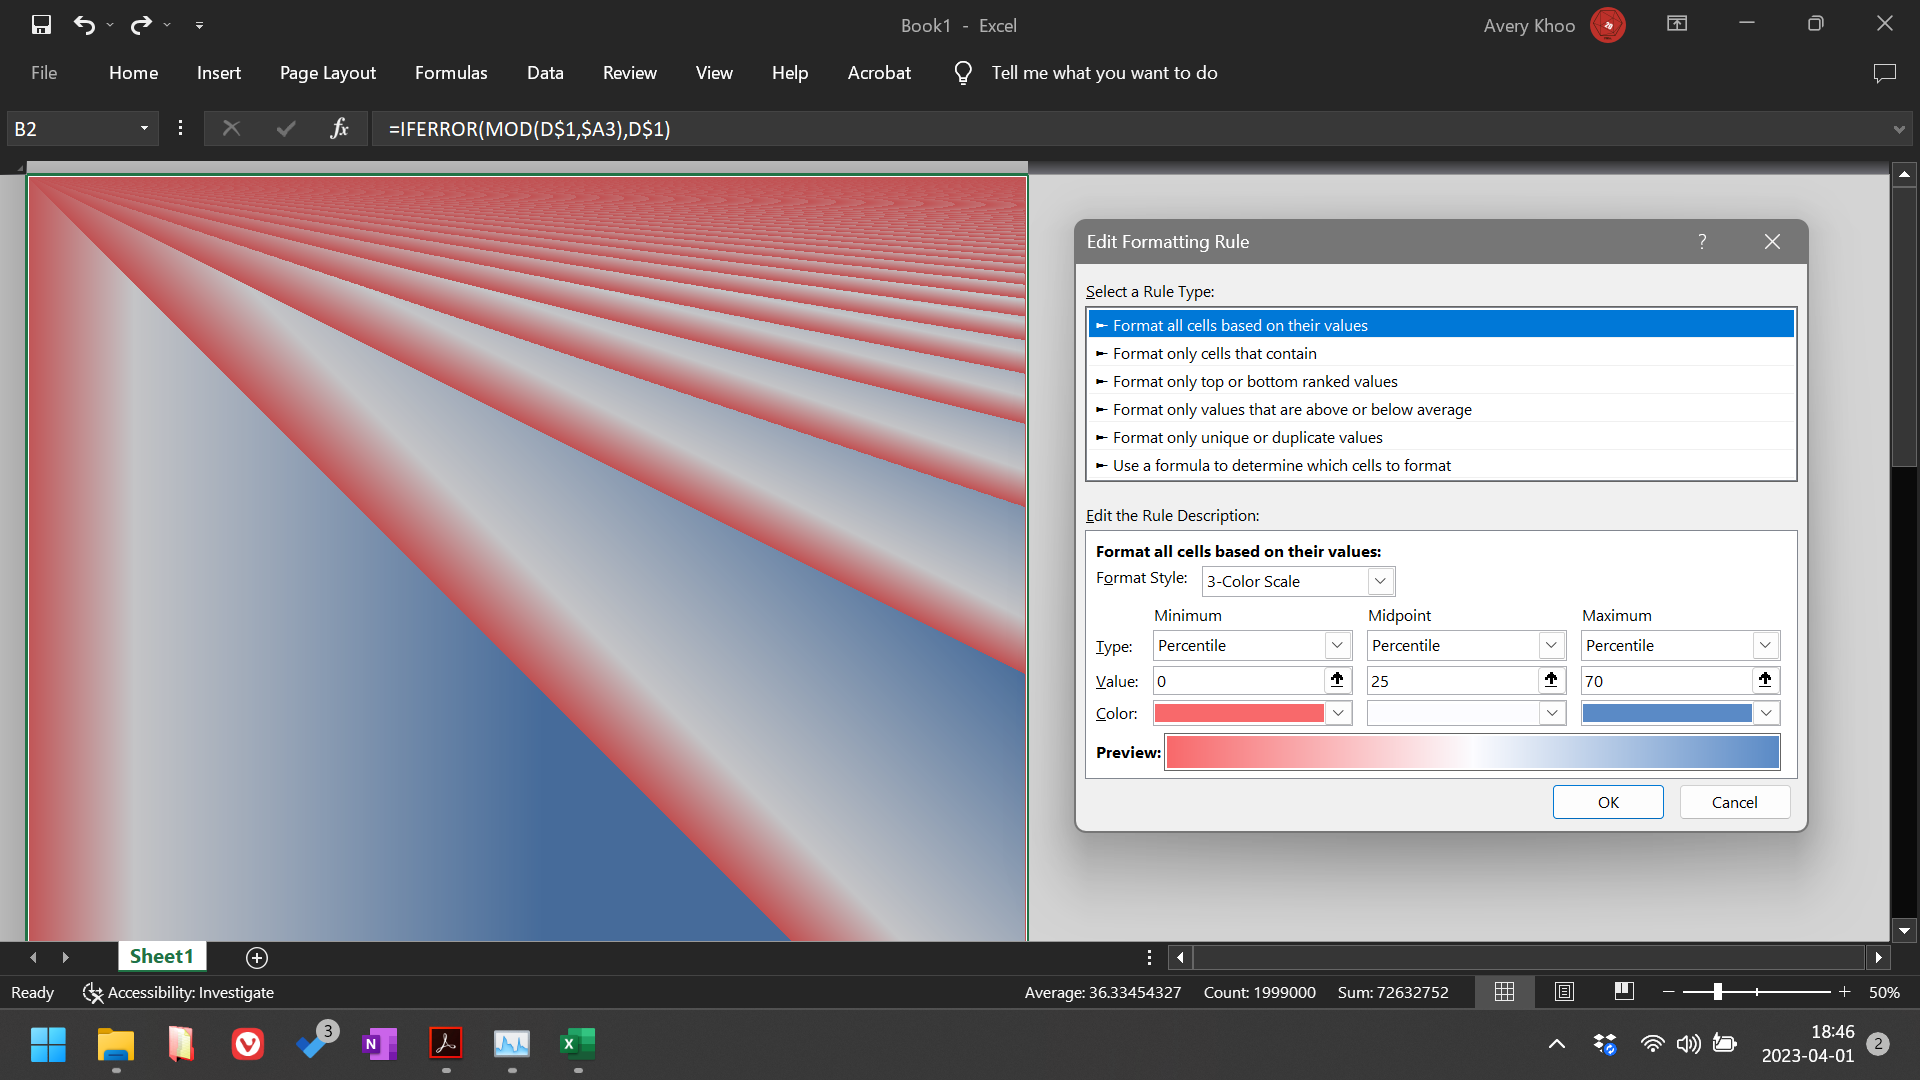 Book1 - Excel
Avery Khoo
File Home Insert Page Layout Formulas Data Review View Help Acrobat Tell me what you want to do
B2 fx =IFERROR(MOD(D$1,$A3),D$1)
Edit Formatting Rule ?
Select a Rule Type:
► Format all cells based on their values
► Format only cells that contain
► Format only top or bottom ranked values
► Format only values that are above or below average
► Format only unique or duplicate values
► Use a formula to determine which cells to format
Edit the Rule Description:
Format all cells based on their values:
Format Style: 3-Color Scale
Minimum Midpoint Maximum
Type: Percentile Percentile Percentile
Value: 0 25 70
Color:
Preview:
OK Cancel
Sheet1
Ready Accessibility: Investigate Average: 36.33454327 Count: 1999000 Sum: 72632752 50%
3
N
X
18:46
2023-04-01
2